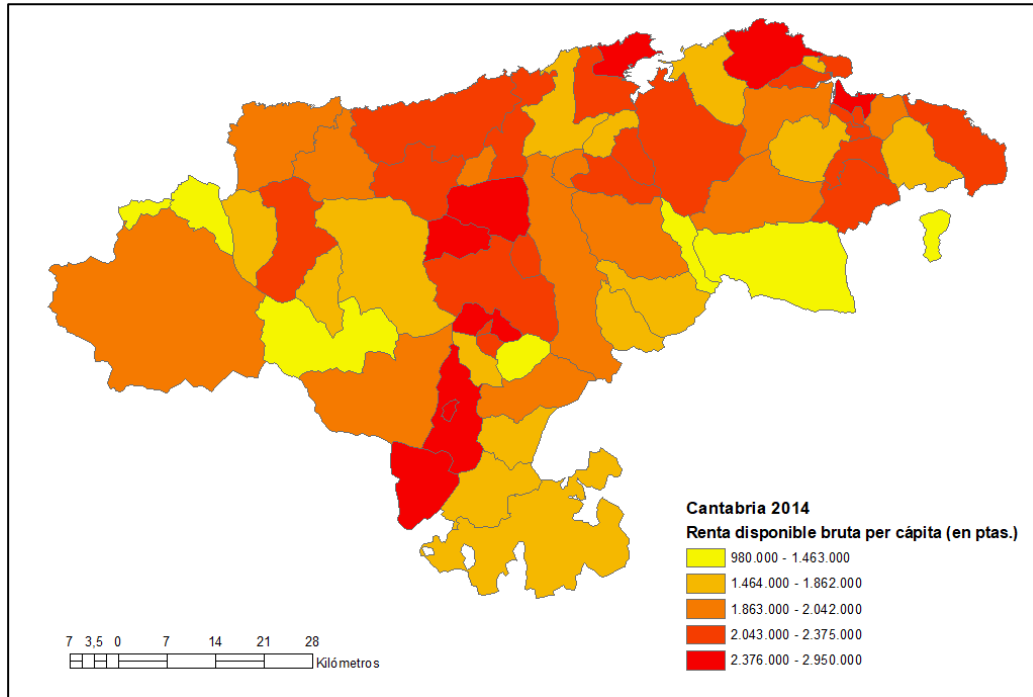 Cantabria 2014
Renta disponible bruta per cápita (en ptas.)
980.000 - 1.463.000
1.464.000 - 1.862.000
1.863.000 - 2.042.000
2.043.000 - 2.375.000
2.376.000 - 2.950.000
7 3,5 0 7 14 21 28
Kilómetros